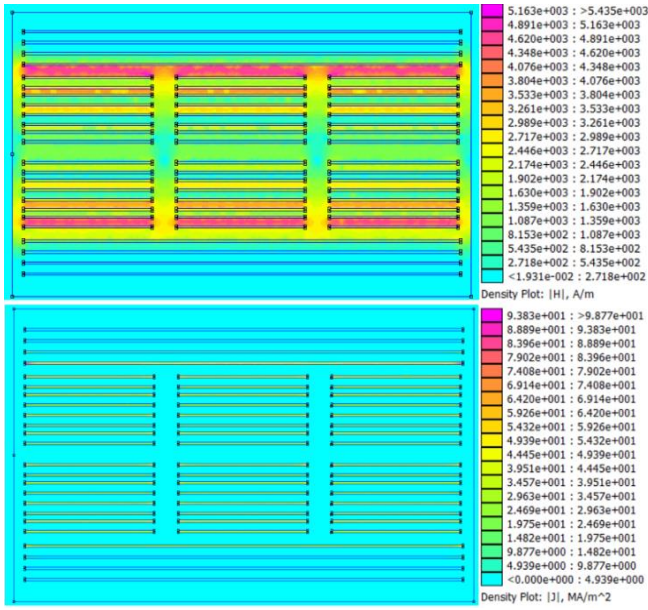 5.163e+003 : >5.435e+003
4.891e+003 : 5.163e+003
4.620e+003 : 4.891e+003
4.348e+003 : 4.620e+003
4.076e+003 : 4.348e+003
3.804e+003 : 4.076e+003
3.533e+003 : 3.804e+003
3.261e+003 : 3.533e+003
2.989e+003 : 3.261e+003
2.717e+003 : 2.989e+003
2.446e+003 : 2.717e+003
2.174e+003 : 2.446e+003
1.902e+003 : 2.174e+003
1.630e+003 : 1.902e+003
1.359e+003 : 1.630e+003
1.087e+003 : 1.359e+003
8.153e+002 : 1.087e+003
5.435e+002 : 8.153e+002
2.718e+002 : 5.435e+002
<1.931e-002 : 2.718e+002
Density Plot: |H|, A/m
9.383e+001 : >9.877e+001
8.889e+001 : 9.383e+001
8.396e+001 : 8.889e+001
7.902e+001 : 8.396e+001
7.408e+001 : 7.902e+001
6.914e+001 : 7.408e+001
6.420e+001 : 6.914e+001
5.926e+001 : 6.420e+001
5.432e+001 : 5.926e+001
4.939e+001 : 5.432e+001
4.445e+001 : 4.939e+001
3.951e+001 : 4.445e+001
3.457e+001 : 3.951e+001
2.963e+001 : 3.457e+001
2.469e+001 : 2.963e+001
1.975e+001 : 2.469e+001
1.482e+001 : 1.975e+001
9.877e+000 : 1.482e+001
4.939e+000 : 9.877e+000
<0.000e+000 : 4.939e+000
Density Plot: |J|, MA/m^2